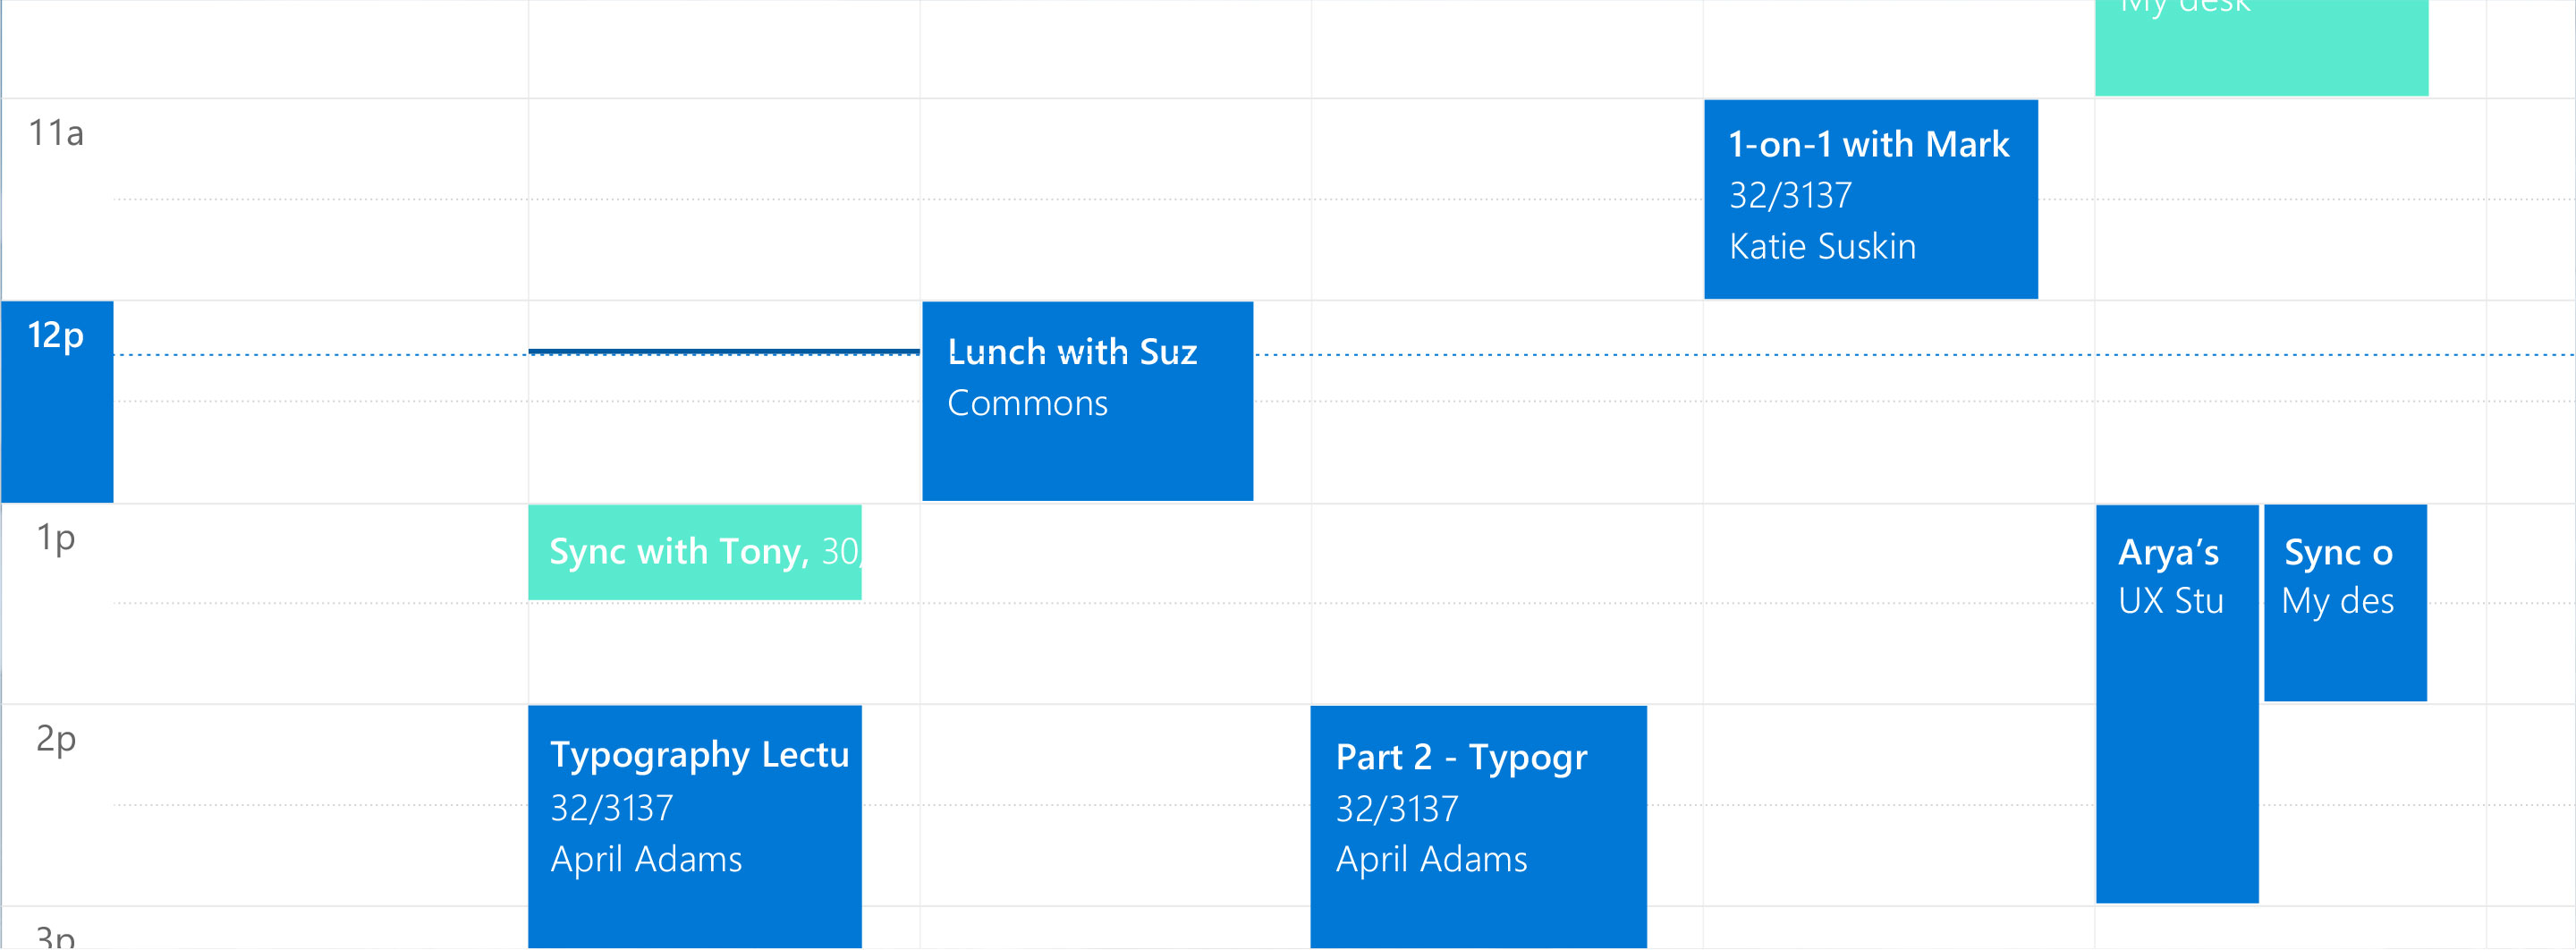 My desk
11a
1-on-1 with Mark
32/3137
Katie Suskin
12p
Lunch with Suz
Commons
1p
Sync with Tony, 30/
Arya’s
UX Stu
Sync o
My des
2p
Typography Lectu
32/3137
April Adams
Part 2 - Typogr
32/3137
April Adams
3p